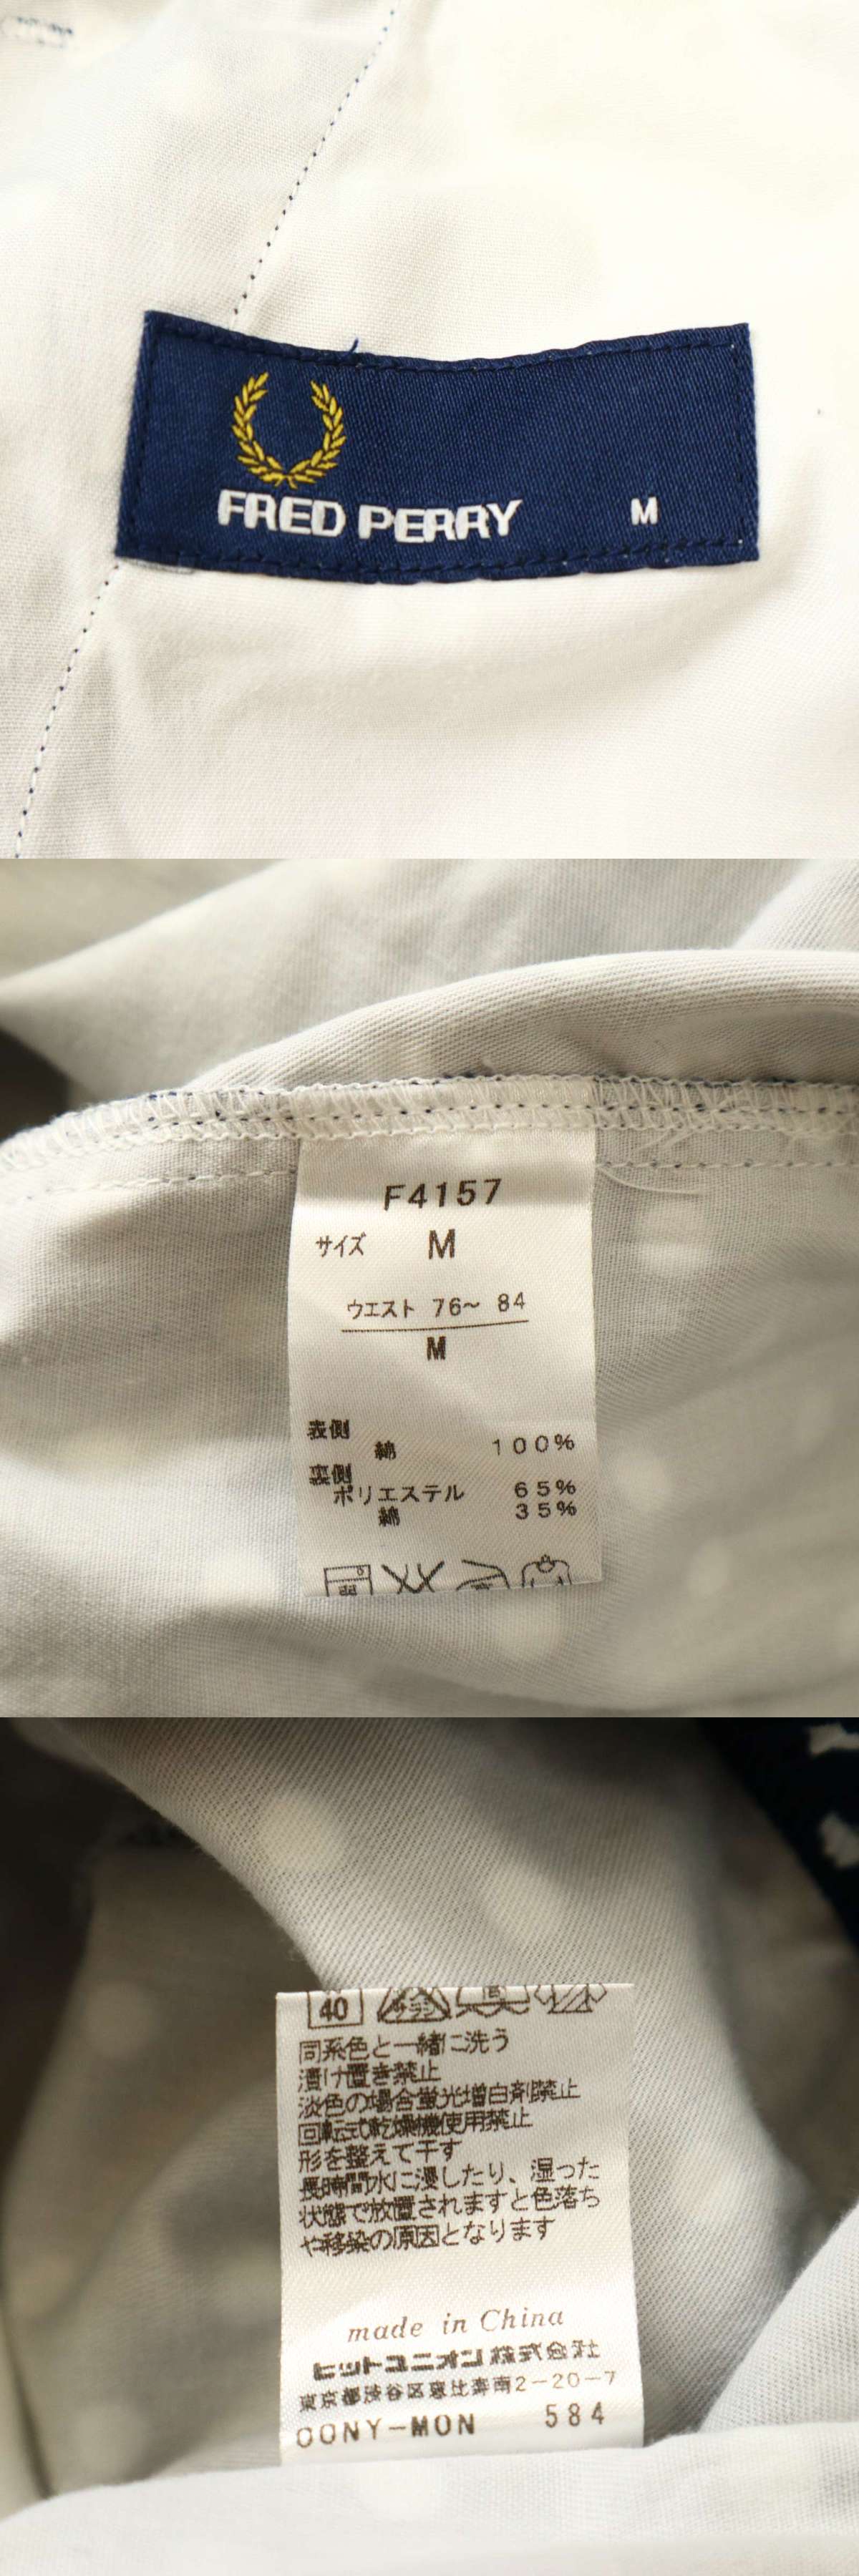 FRED PERRY M
F4157
サイズ M
ウエスト 76〜 84
M
表側
綿 100%
裏側
ポリエステル 65%
綿 35%
40
同系色と一緒に洗う
漬け置き禁止
淡色の場合蛍光増白剤禁止
回転式乾燥機使用禁止
形を整えて干す
長時間水に浸したり、湿った
状態で放置されますと色落ち
や移染の原因となります
made in China
ヒットユニオン株式会社
東京都渋谷区恵比寿南2-20-7
OONY-MON 584